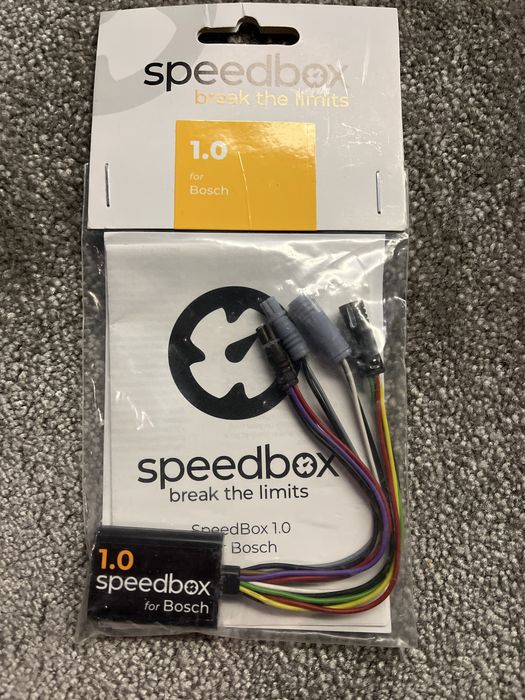 speedbox
break the limits
1.0
for
Bosch
speedbox
break the limits
SpeedBox 1.0
Bosch
1.0
speedbox
for Bosch